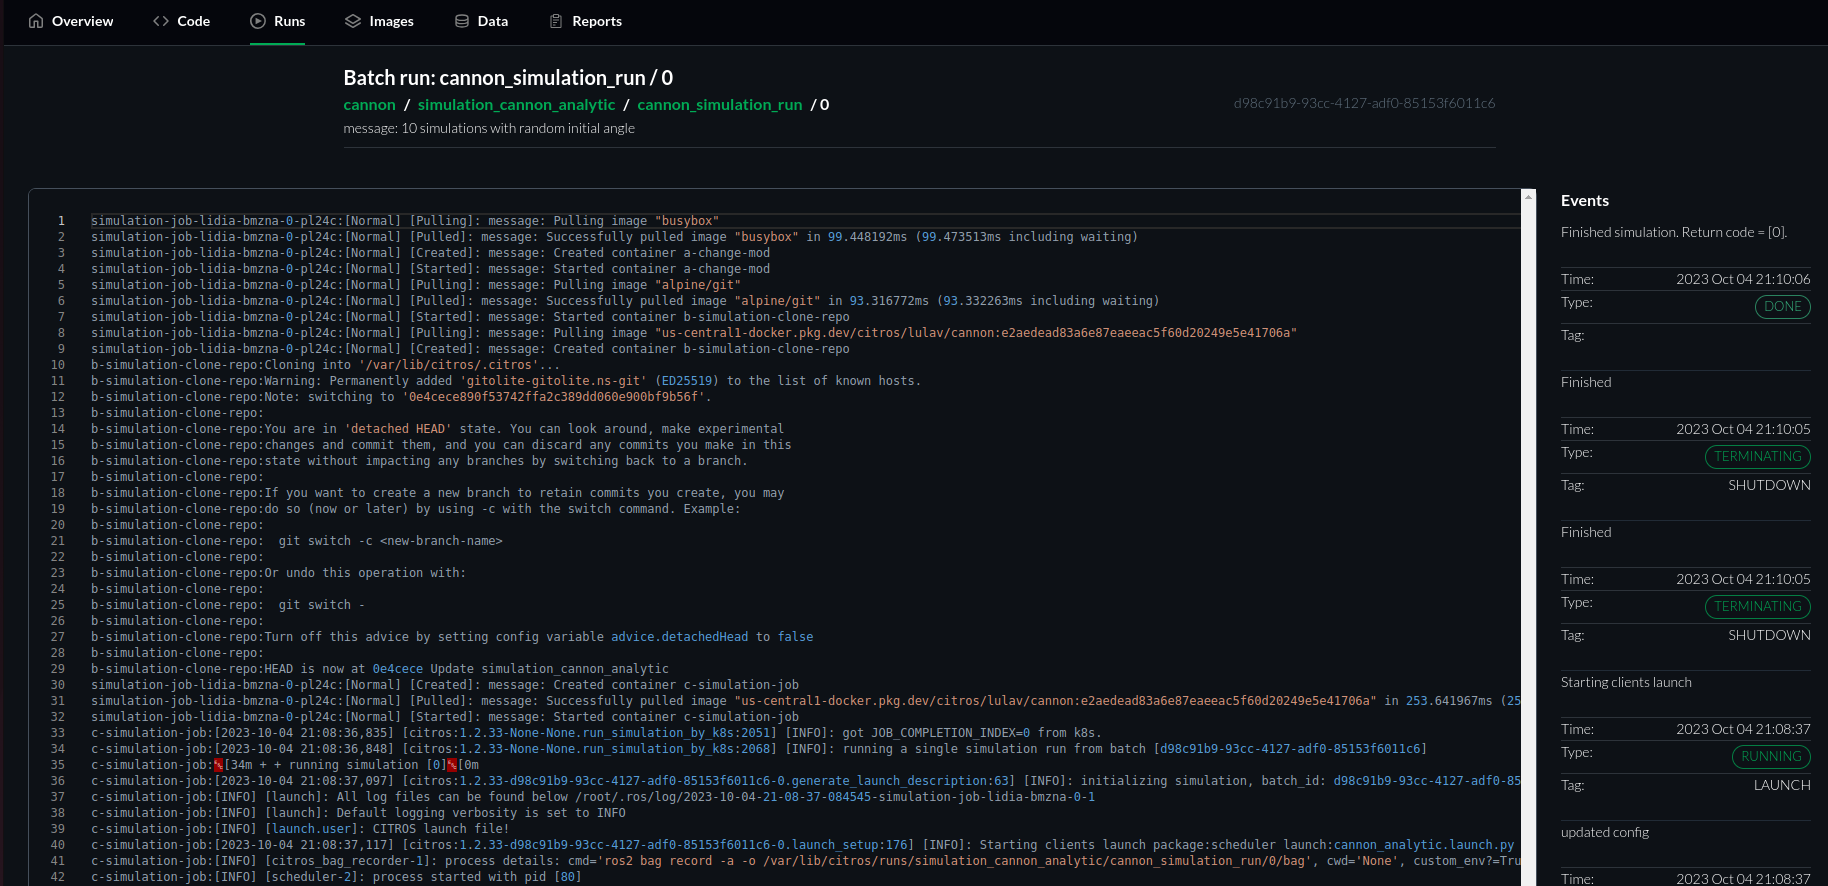 Overview Code Runs Images Data Reports
Batch run: cannon_simulation_run / 0
cannon / simulation_cannon_analytic / cannon_simulation_run / 0
d98c91b9-93cc-4127-adf0-85153f6011c6
message: 10 simulations with random initial angle
1 simulation-job-lidia-bmzna-0-pl24c:[Normal] [Pulling]: message: Pulling image "busybox"
2 simulation-job-lidia-bmzna-0-pl24c:[Normal] [Pulled]: message: Successfully pulled image "busybox" in 99.448192ms (99.473513ms including waiting)
3 simulation-job-lidia-bmzna-0-pl24c:[Normal] [Created]: message: Created container a-change-mod
4 simulation-job-lidia-bmzna-0-pl24c:[Normal] [Started]: message: Started container a-change-mod
5 simulation-job-lidia-bmzna-0-pl24c:[Normal] [Pulling]: message: Pulling image "alpine/git"
6 simulation-job-lidia-bmzna-0-pl24c:[Normal] [Pulled]: message: Successfully pulled image "alpine/git" in 93.316772ms (93.332263ms including waiting)
7 simulation-job-lidia-bmzna-0-pl24c:[Normal] [Started]: message: Started container b-simulation-clone-repo
8 simulation-job-lidia-bmzna-0-pl24c:[Normal] [Pulling]: message: Pulling image "us-central1-docker.pkg.dev/citros/lulav/cannon:e2aedead83a6e87eaeeac5f60d20249e5e41706a"
9 simulation-job-lidia-bmzna-0-pl24c:[Normal] [Created]: message: Created container b-simulation-clone-repo
10 b-simulation-clone-repo:Cloning into '/var/lib/citros/.citros'...
11 b-simulation-clone-repo:Warning: Permanently added 'gitolite-gitolite.ns-git' (ED25519) to the list of known hosts.
12 b-simulation-clone-repo:Note: switching to '0e4cece890f53742ffa2c389dd060e900bf9b56f'.
13 b-simulation-clone-repo:
14 b-simulation-clone-repo:You are in 'detached HEAD' state. You can look around, make experimental
15 b-simulation-clone-repo:changes and commit them, and you can discard any commits you make in this
16 b-simulation-clone-repo:state without impacting any branches by switching back to a branch.
17 b-simulation-clone-repo:
18 b-simulation-clone-repo:If you want to create a new branch to retain commits you create, you may
19 b-simulation-clone-repo:do so (now or later) by using -c with the switch command. Example:
20 b-simulation-clone-repo:
21 b-simulation-clone-repo:  git switch -c <new-branch-name>
22 b-simulation-clone-repo:
23 b-simulation-clone-repo:Or undo this operation with:
24 b-simulation-clone-repo:
25 b-simulation-clone-repo:  git switch -
26 b-simulation-clone-repo:
27 b-simulation-clone-repo:Turn off this advice by setting config variable advice.detachedHead to false
28 b-simulation-clone-repo:
29 b-simulation-clone-repo:HEAD is now at 0e4cece Update simulation_cannon_analytic
30 simulation-job-lidia-bmzna-0-pl24c:[Normal] [Created]: message: Created container c-simulation-job
31 simulation-job-lidia-bmzna-0-pl24c:[Normal] [Pulled]: message: Successfully pulled image "us-central1-docker.pkg.dev/citros/lulav/cannon:e2aedead83a6e87eaeeac5f60d20249e5e41706a" in 253.641967ms (25
32 simulation-job-lidia-bmzna-0-pl24c:[Normal] [Started]: message: Started container c-simulation-job
33 c-simulation-job:[2023-10-04 21:08:36,835] [citros:1.2.33-None-None.run_simulation_by_k8s:2051] [INFO]: got JOB_COMPLETION_INDEX=0 from k8s.
34 c-simulation-job:[2023-10-04 21:08:36,848] [citros:1.2.33-None-None.run_simulation_by_k8s:2068] [INFO]: running a single simulation run from batch [d98c91b9-93cc-4127-adf0-85153f6011c6]
35 c-simulation-job:␛[34m + + running simulation [0]␛[0m
36 c-simulation-job:[2023-10-04 21:08:37,097] [citros:1.2.33-d98c91b9-93cc-4127-adf0-85153f6011c6-0.generate_launch_description:63] [INFO]: initializing simulation, batch_id: d98c91b9-93cc-4127-adf0-85
37 c-simulation-job:[INFO] [launch]: All log files can be found below /root/.ros/log/2023-10-04-21-08-37-084545-simulation-job-lidia-bmzna-0-1
38 c-simulation-job:[INFO] [launch]: Default logging verbosity is set to INFO
39 c-simulation-job:[INFO] [launch.user]: CITROS launch file!
40 c-simulation-job:[2023-10-04 21:08:37,117] [citros:1.2.33-d98c91b9-93cc-4127-adf0-85153f6011c6-0.launch_setup:176] [INFO]: Starting clients launch package:scheduler launch:cannon_analytic.launch.py
41 c-simulation-job:[INFO] [citros_bag_recorder-1]: process details: cmd='ros2 bag record -a -o /var/lib/citros/runs/simulation_cannon_analytic/cannon_simulation_run/0/bag', cwd='None', custom_env?=Tru
42 c-simulation-job:[INFO] [scheduler-2]: process started with pid [80]
Events
Finished simulation. Return code = [0].
Time: 2023 Oct 04 21:10:06
Type: DONE
Tag:
Finished
Time: 2023 Oct 04 21:10:05
Type: TERMINATING
Tag: SHUTDOWN
Finished
Time: 2023 Oct 04 21:10:05
Type: TERMINATING
Tag: SHUTDOWN
Starting clients launch
Time: 2023 Oct 04 21:08:37
Type: RUNNING
Tag: LAUNCH
updated config
Time: 2023 Oct 04 21:08:37